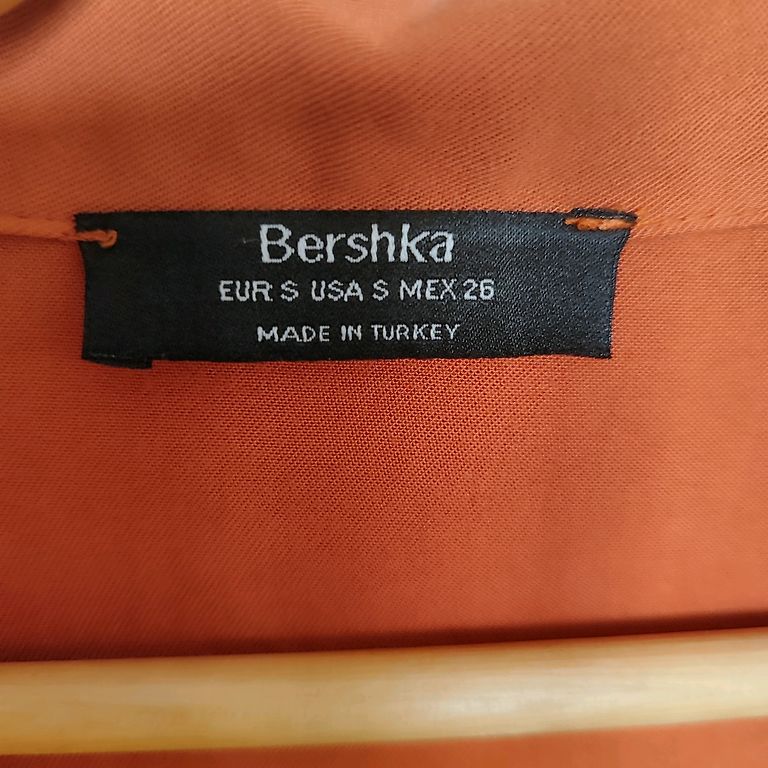 Bershka
EUR S USA S MEX 26
MADE IN TURKEY